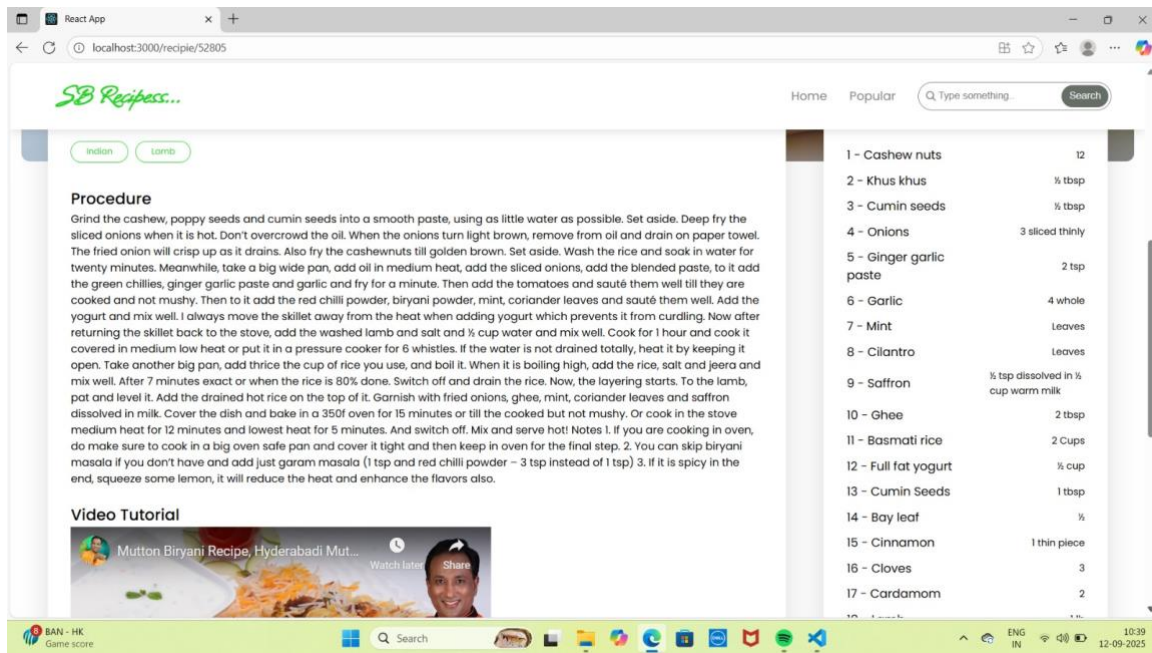 React App
localhost:3000/recipie/52805
SB Recipess...
Home Popular Type something.. Search
Indian Lamb
Procedure
Grind the cashew, poppy seeds and cumin seeds into a smooth paste, using as little water as possible. Set aside. Deep fry the
sliced onions when it is hot. Don't overcrowd the oil. When the onions turn light brown, remove from oil and drain on paper towel.
The fried onion will crisp up as it drains. Also fry the cashewnuts till golden brown. Set aside. Wash the rice and soak in water for
twenty minutes. Meanwhile, take a big wide pan, add oil in medium heat, add the sliced onions, add the blended paste, to it add
the green chillies, ginger garlic paste and garlic and fry for a minute. Then add the tomatoes and sauté them well till they are
cooked and not mushy. Then to it add the red chilli powder, biryani powder, mint, coriander leaves and sauté them well. Add the
yogurt and mix well. I always move the skillet away from the heat when adding yogurt which prevents it from curdling. Now after
returning the skillet back to the stove, add the washed lamb and salt and ½ cup water and mix well. Cook for 1 hour and cook it
covered in medium low heat or put it in a pressure cooker for 6 whistles. If the water is not drained totally, heat it by keeping it
open. Take another big pan, add thrice the cup of rice you use, and boil it. When it is boiling high, add the rice, salt and jeera and
mix well. After 7 minutes exact or when the rice is 80% done. Switch off and drain the rice. Now, the layering starts. To the lamb,
pat and level it. Add the drained hot rice on the top of it. Garnish with fried onions, ghee, mint, coriander leaves and saffron
dissolved in milk. Cover the dish and bake in a 350f oven for 15 minutes or till the cooked but not mushy. Or cook in the stove
medium heat for 12 minutes and lowest heat for 5 minutes. And switch off. Mix and serve hot! Notes 1. If you are cooking in oven,
do make sure to cook in a big oven safe pan and cover it tight and then keep in oven for the final step. 2. You can skip biryani
masala if you don't have and add just garam masala (1 tsp and red chilli powder – 3 tsp instead of 1 tsp) 3. If it is spicy in the
end, squeeze some lemon, it will reduce the heat and enhance the flavors also.
Video Tutorial
Mutton Biryani Recipe, Hyderabadi Mut...
Watch later Share
1 - Cashew nuts 12
2 - Khus khus ½ tbsp
3 - Cumin seeds ½ tbsp
4 - Onions 3 sliced thinly
5 - Ginger garlic
paste 2 tsp
6 - Garlic 4 whole
7 - Mint Leaves
8 - Cilantro Leaves
9 - Saffron ½ tsp dissolved in ½
cup warm milk
10 - Ghee 2 tbsp
11 - Basmati rice 2 Cups
12 - Full fat yogurt ½ cup
13 - Cumin Seeds 1 tbsp
14 - Bay leaf ½
15 - Cinnamon 1 thin piece
16 - Cloves 3
17 - Cardamom 2
8
BAN - HK
Game score
Search
ENG
IN
10:39
12-09-2025